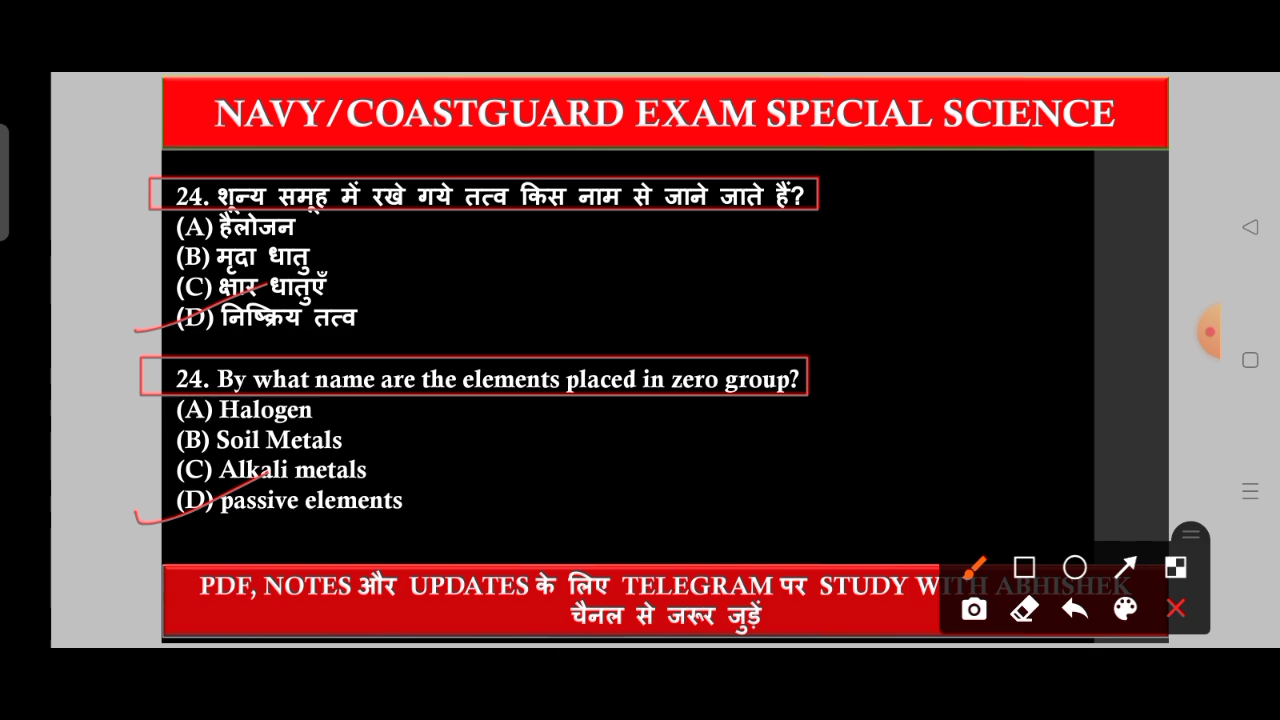 NAVY/COASTGUARD EXAM SPECIAL SCIENCE
24. शून्य समूह में रखे गये तत्व किस नाम से जाने जाते हैं?
(A) हैलोजन
(B) मृदा धातु
(C) क्षार धातुएँ
(D) निष्क्रिय तत्व
24. By what name are the elements placed in zero group?
(A) Halogen
(B) Soil Metals
(C) Alkali metals
(D) passive elements
PDF, NOTES और UPDATES के लिए TELEGRAM पर STUDY WITH ABHISHEK
चैनल से जरूर जुड़ें